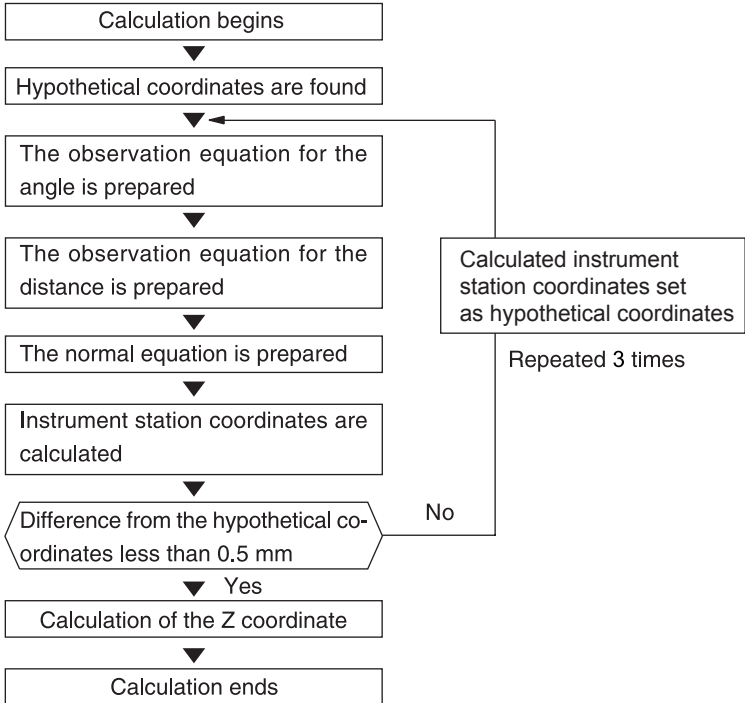 Calculation begins
Hypothetical coordinates are found
The observation equation for the
angle is prepared
The observation equation for the
distance is prepared
Calculated instrument
station coordinates set
as hypothetical coordinates
The normal equation is prepared
Repeated 3 times
Instrument station coordinates are
calculated
Difference from the hypothetical co-
ordinates less than 0.5 mm
No
Yes
Calculation of the Z coordinate
Calculation ends